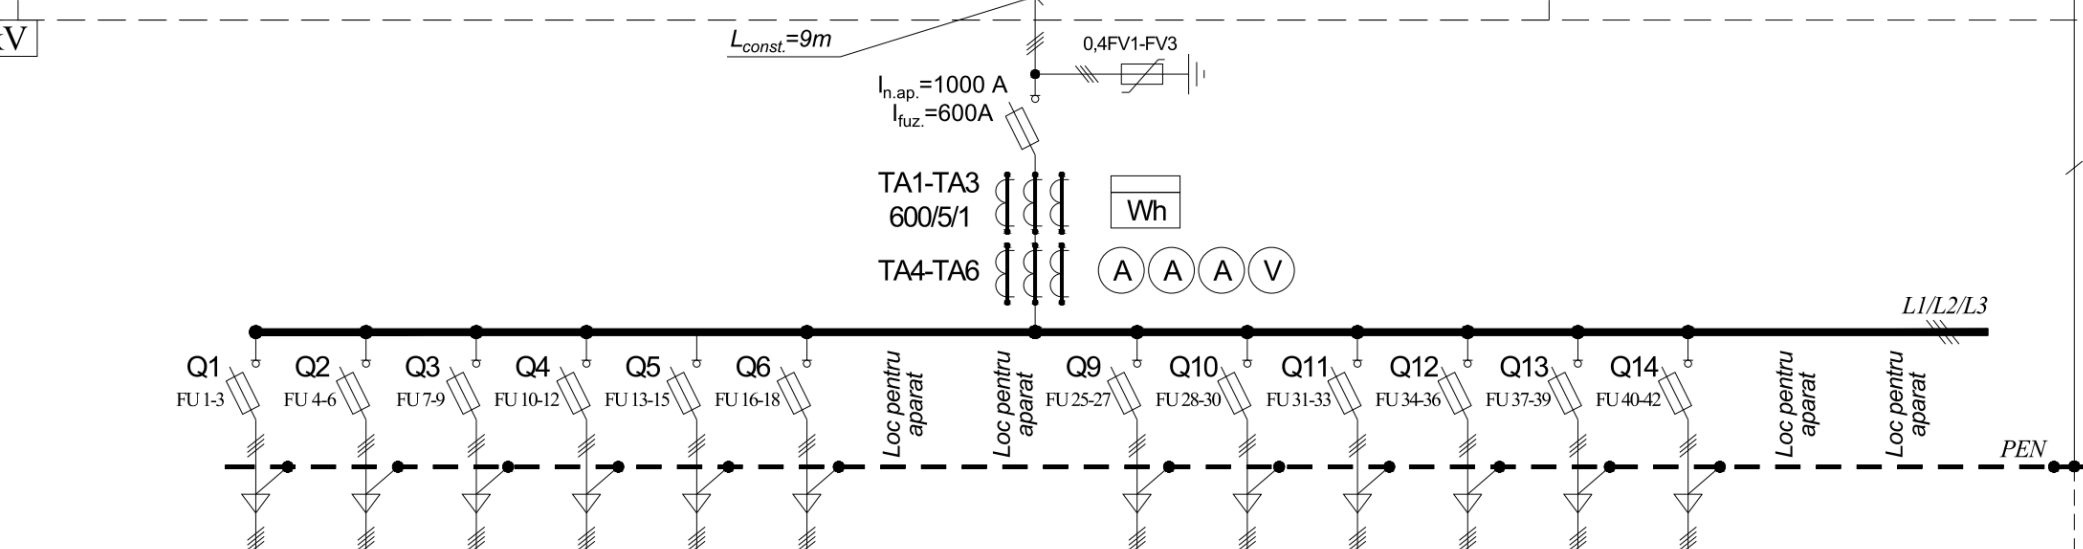 V
Lconst.=9m
0,4FV1-FV3
In.ap.=1000 A
Ifuz.=600A
TA1-TA3
600/5/1
Wh
TA4-TA6
A A A V
L1/L2/L3
Q1
FU 1-3
Q2
FU 4-6
Q3
FU 7-9
Q4
FU 10-12
Q5
FU 13-15
Q6
FU 16-18
Loc pentru
aparat
Loc pentru
aparat
Q9
FU 25-27
Q10
FU 28-30
Q11
FU 31-33
Q12
FU 34-36
Q13
FU 37-39
Q14
FU 40-42
Loc pentru
aparat
Loc pentru
aparat
PEN